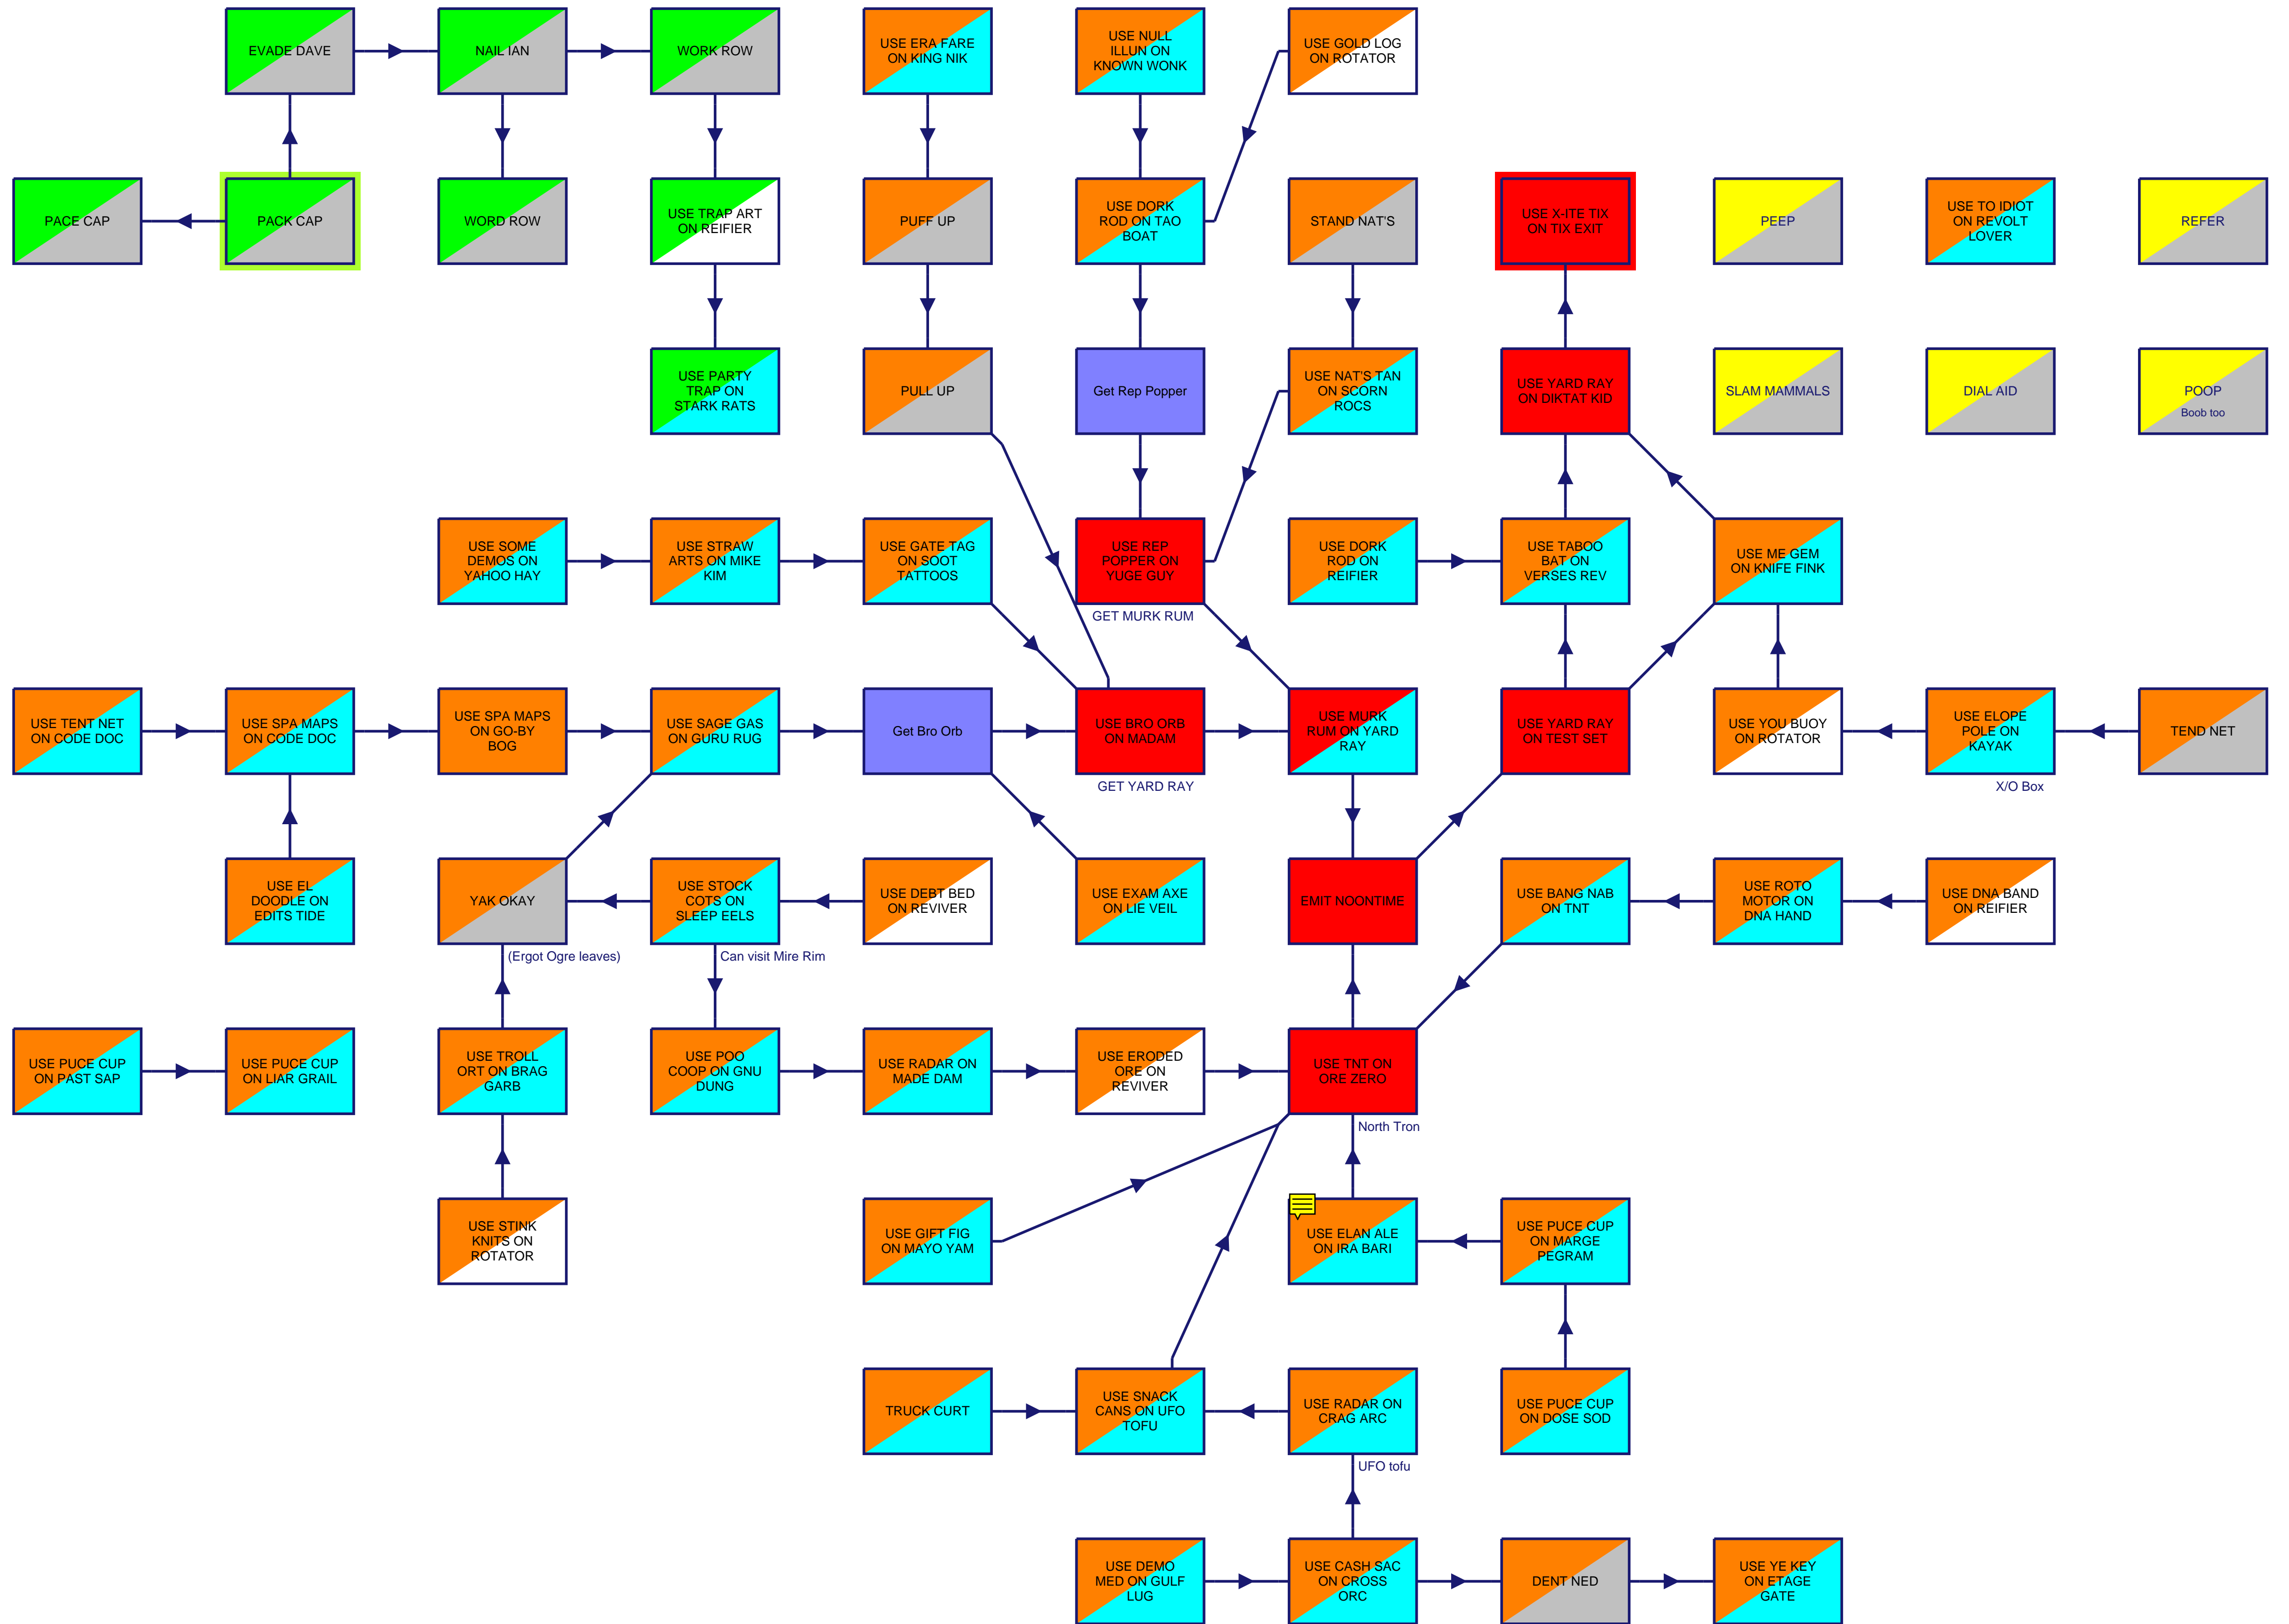 EVADE DAVE
NAIL IAN
WORK ROW
USE ERA FARE
ON KING NIK
USE NULL
ILLUN ON
KNOWN WONK
USE GOLD LOG
ON ROTATOR
PACE CAP
PACK CAP
WORD ROW
USE TRAP ART
ON REIFIER
PUFF UP
USE DORK
ROD ON TAO
BOAT
STAND NAT'S
USE X-ITE TIX
ON TIX EXIT
PEEP
USE TO IDIOT
ON REVOLT
LOVER
REFER
USE PARTY
TRAP ON
STARK RATS
PULL UP
Get Rep Popper
USE NAT'S TAN
ON SCORN
ROCS
USE YARD RAY
ON DIKTAT KID
SLAM MAMMALS
DIAL AID
POOP
Boob too
USE SOME
DEMOS ON
YAHOO HAY
USE STRAW
ARTS ON MIKE
KIM
USE GATE TAG
ON SOOT
TATTOOS
USE REP
POPPER ON
YUGE GUY
GET MURK RUM
USE DORK
ROD ON
REIFIER
USE TABOO
BAT ON
VERSES REV
USE ME GEM
ON KNIFE FINK
USE TENT NET
ON CODE DOC
USE SPA MAPS
ON CODE DOC
USE SPA MAPS
ON GO-BY
BOG
USE SAGE GAS
ON GURU RUG
Get Bro Orb
USE BRO ORB
ON MADAM
GET YARD RAY
USE MURK
RUM ON YARD
RAY
USE YARD RAY
ON TEST SET
USE YOU BUOY
ON ROTATOR
USE ELOPE
POLE ON
KAYAK
X/O Box
TEND NET
USE EL
DOODLE ON
EDITS TIDE
YAK OKAY
(Ergot Ogre leaves)
USE STOCK
COTS ON
SLEEP EELS
Can visit Mire Rim
USE DEBT BED
ON REVIVER
USE EXAM AXE
ON LIE VEIL
EMIT NOONTIME
USE BANG NAB
ON TNT
USE ROTO
MOTOR ON
DNA HAND
USE DNA BAND
ON REIFIER
USE PUCE CUP
ON PAST SAP
USE PUCE CUP
ON LIAR GRAIL
USE TROLL
ORT ON BRAG
GARB
USE POO
COOP ON GNU
DUNG
USE RADAR ON
MADE DAM
USE ERODED
ORE ON
REVIVER
USE TNT ON
ORE ZERO
North Tron
USE STINK
KNITS ON
ROTATOR
USE GIFT FIG
ON MAYO YAM
USE ELAN ALE
ON IRA BARI
USE PUCE CUP
ON MARGE
PEGRAM
TRUCK CURT
USE SNACK
CANS ON UFO
TOFU
USE RADAR ON
CRAG ARC
UFO tofu
USE PUCE CUP
ON DOSE SOD
USE DEMO
MED ON GULF
LUG
USE CASH SAC
ON CROSS
ORC
DENT NED
USE YE KEY
ON ETAGE
GATE